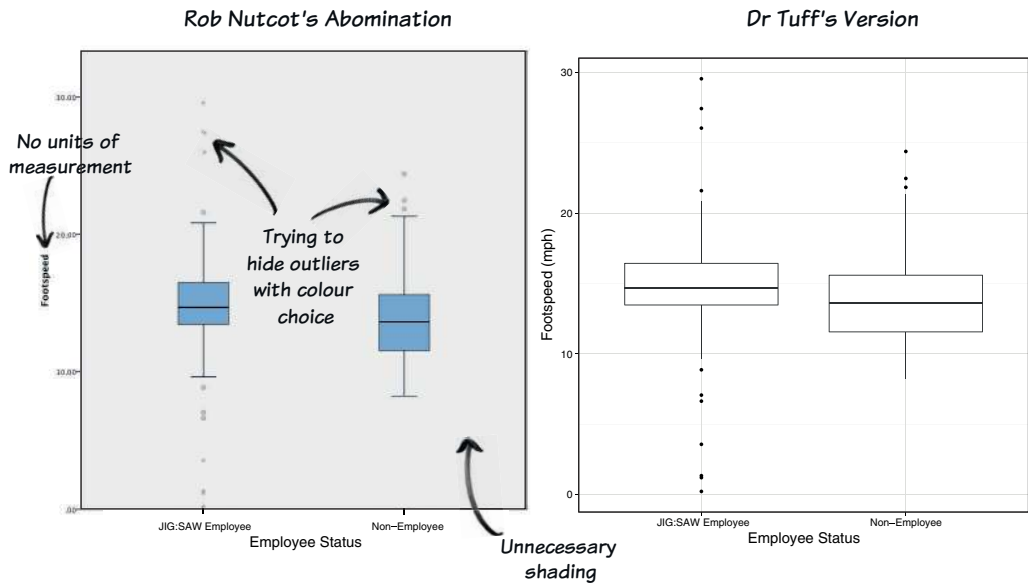 Rob Nutcot's Abomination
No units of
measurement
30.00
20.00
10.00
.00
Footspeed
Trying to
hide outliers
with colour
choice
JIG:SAW Employee
Non–Employee
Employee Status
Unnecessary
shading
Dr Tuff's Version
30
20
10
0
Footspeed (mph)
JIG:SAW Employee
Non–Employee
Employee Status